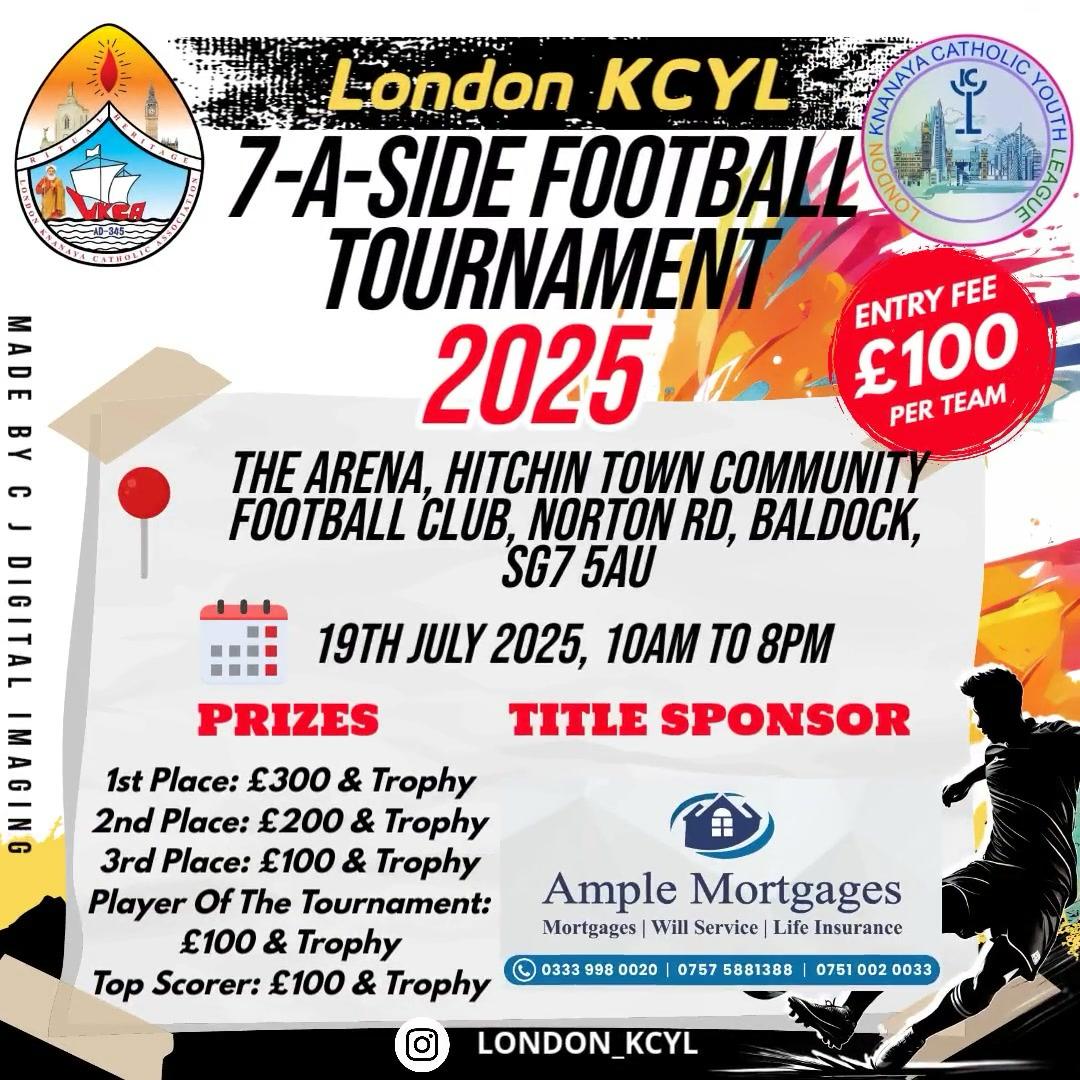 London KCYL
7-A-SIDE FOOTBALL
TOURNAMENT
2025
RITUAL HERITAGE
LKCA
AD-345
LONDON KNANAYA CATHOLIC ASSOCIATION
LONDON KNANAYA CATHOLIC YOUTH LEAGUE
ENTRY FEE
£100
PER TEAM
MADE BY C J DIGITAL IMAGING
THE ARENA, HITCHIN TOWN COMMUNITY
FOOTBALL CLUB, NORTON RD, BALDOCK,
SG7 5AU
19TH JULY 2025, 10AM TO 8PM
PRIZES
1st Place: £300 & Trophy
2nd Place: £200 & Trophy
3rd Place: £100 & Trophy
Player Of The Tournament:
£100 & Trophy
Top Scorer: £100 & Trophy
TITLE SPONSOR
Ample Mortgages
Mortgages | Will Service | Life Insurance
0333 998 0020 | 0757 5881388 | 0751 002 0033
LONDON_KCYL